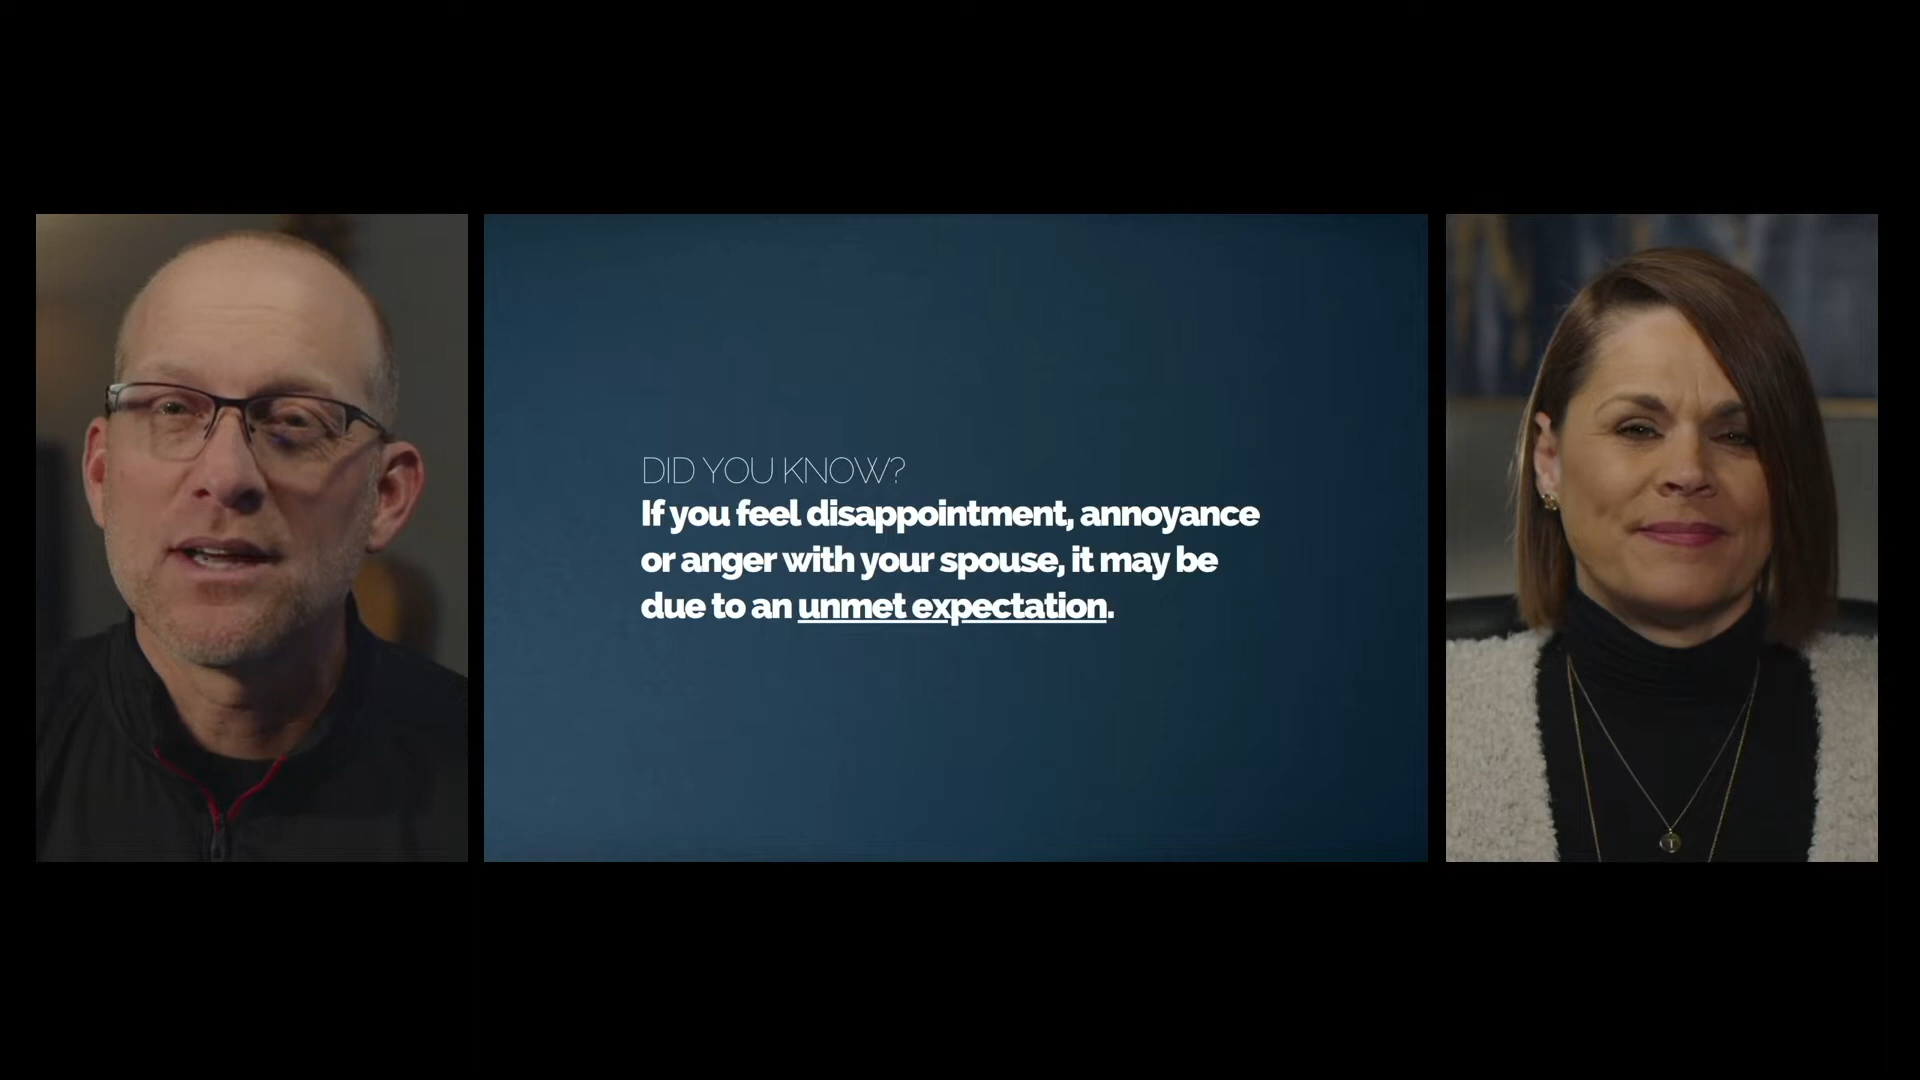 DID YOU KNOW?
If you feel disappointment, annoyance
or anger with your spouse, it may be
due to an unmet expectation.